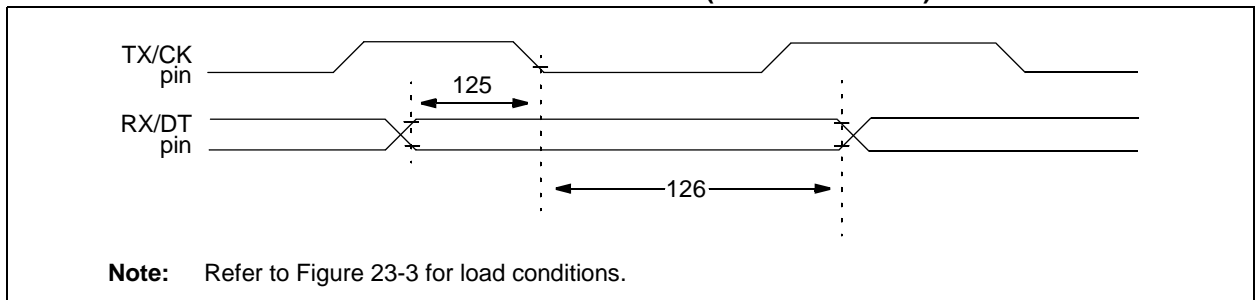 TX/CK
pin
125
RX/DT
pin
126
Note: Refer to Figure 23-3 for load conditions.